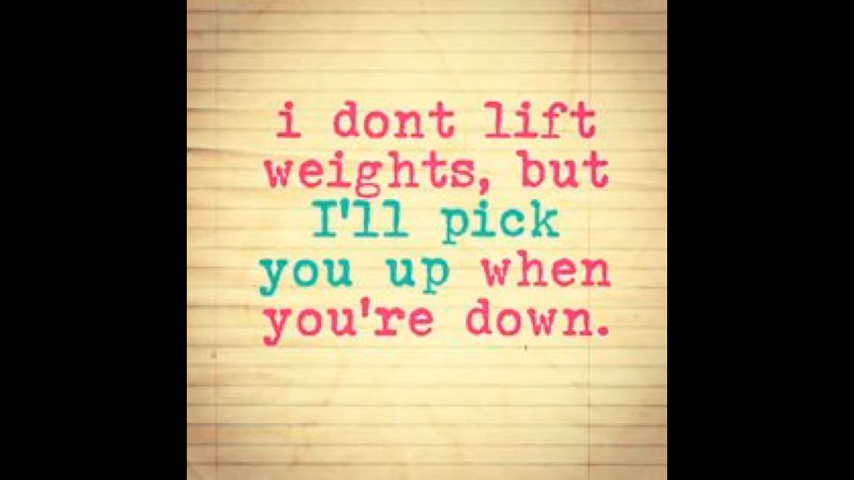 i dont lift
weights, but
I'll pick
you up when
you're down.